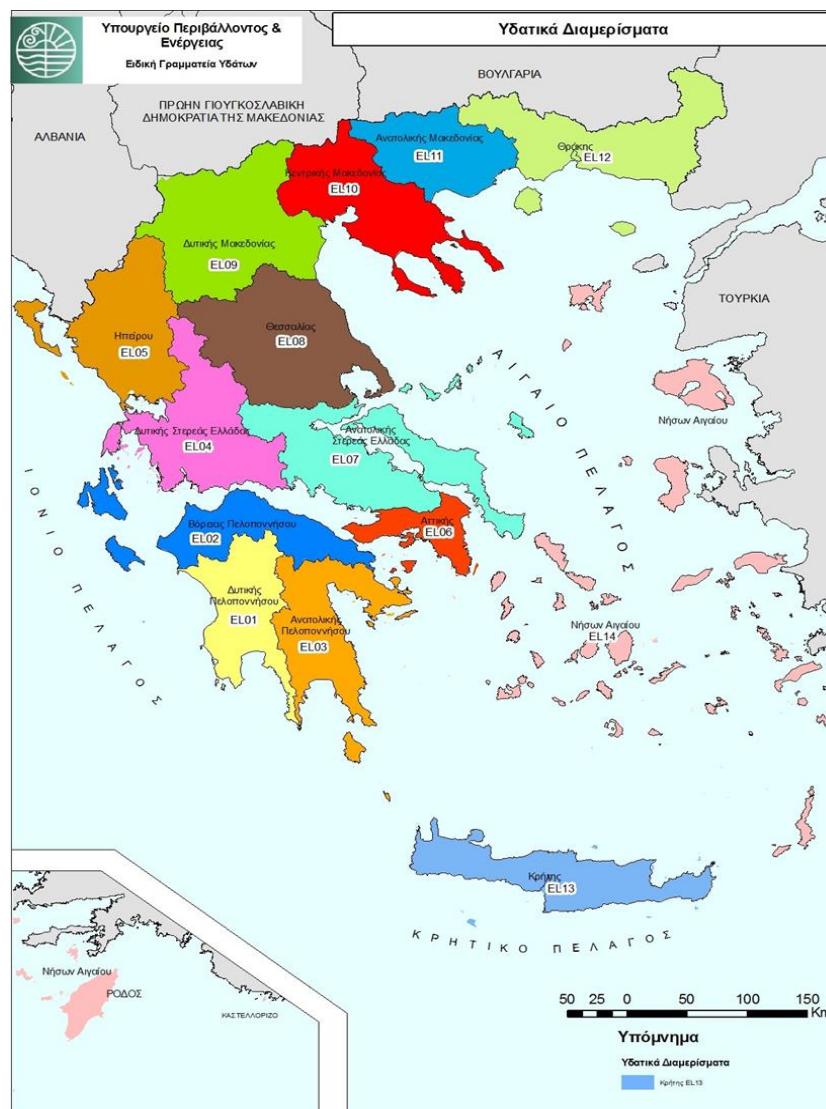 Υπουργείο Περιβάλλοντος &
Ενέργειας
Ειδική Γραμματεία Υδάτων
Υδατικά Διαμερίσματα
ΒΟΥΛΓΑΡΙΑ
ΠΡΩΗΝ ΓΙΟΥΓΚΟΣΛΑΒΙΚΗ
ΔΗΜΟΚΡΑΤΙΑ ΤΗΣ ΜΑΚΕΔΟΝΙΑΣ
ΑΛΒΑΝΙΑ
Ανατολικής Μακεδονίας
EL11
Θράκης
EL12
Κεντρικής Μακεδονίας
EL10
Δυτικής Μακεδονίας
EL09
ΤΟΥΡΚΙΑ
Ηπείρου
EL05
Θεσσαλίας
EL08
ΑΙΓΑΙΟ ΠΕΛΑΓΟΣ
Νήσων Αιγαίου
Δυτικής Στερεάς Ελλάδας
EL04
Ανατολικής
Στερεάς Ελλάδας
EL07
ΙΟΝΙΟ ΠΕΛΑΓΟΣ
Βόρειας Πελοποννήσου
EL02
Αττικής
EL06
Δυτικής
Πελοποννήσου
EL01
Ανατολικής
Πελοποννήσου
EL03
Νήσων Αιγαίου
EL14
Κρήτης
EL13
ΚΡΗΤΙΚΟ ΠΕΛΑΓΟΣ
Νήσων Αιγαίου
ΡΟΔΟΣ
ΚΑΣΤΕΛΛΟΡΙΖΟ
50 25 0 50 100 150
Km
Υπόμνημα
Υδατικά Διαμερίσματα
Κρήτης EL13